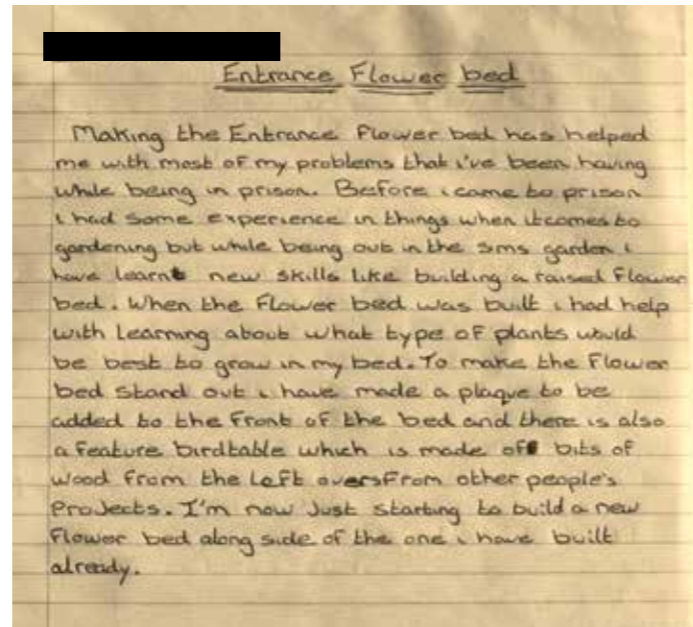 Entrance Flower bed
Making the Entrance Flower bed has helped
me with most of my problems that i've been having
while being in prison. Before i came to prison
i had some experience in things when it comes to
gardening but while being out in the sms garden i
have learnt new skills like building a raised Flower
bed. When the Flower bed was built i had help
with learning about what type of plants would
be best to grow in my bed. To make the Flower
bed stand out i have made a plaque to be
added to the Front of the bed and there is also
a feature birdtable which is made of bits of
wood from the left overs From other people's
Projects. I'm now Just starting to build a new
Flower bed along side of the one i have built
already.